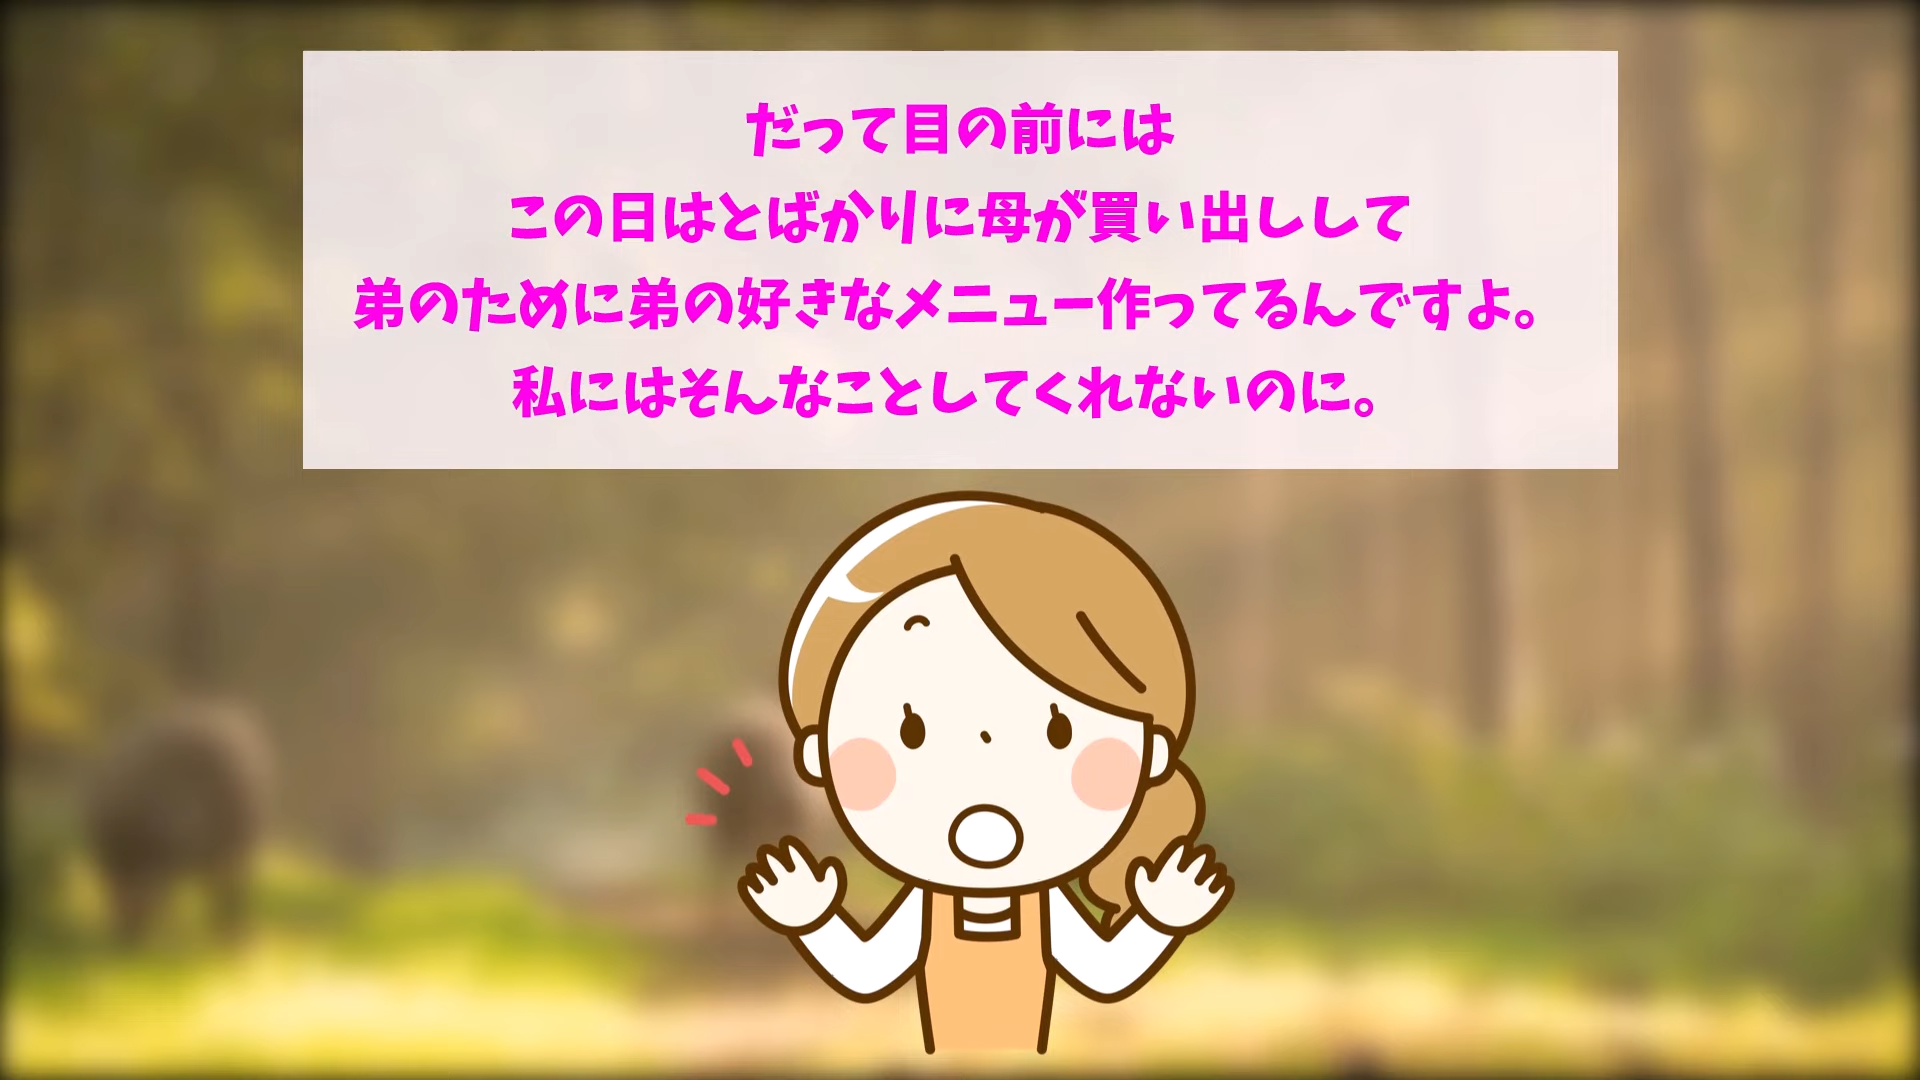 だって目の前には
この日はとばかりに母が買い出しして
弟のために弟の好きなメニュー作ってるんですよ。
私にはそんなことしてくれないのに。